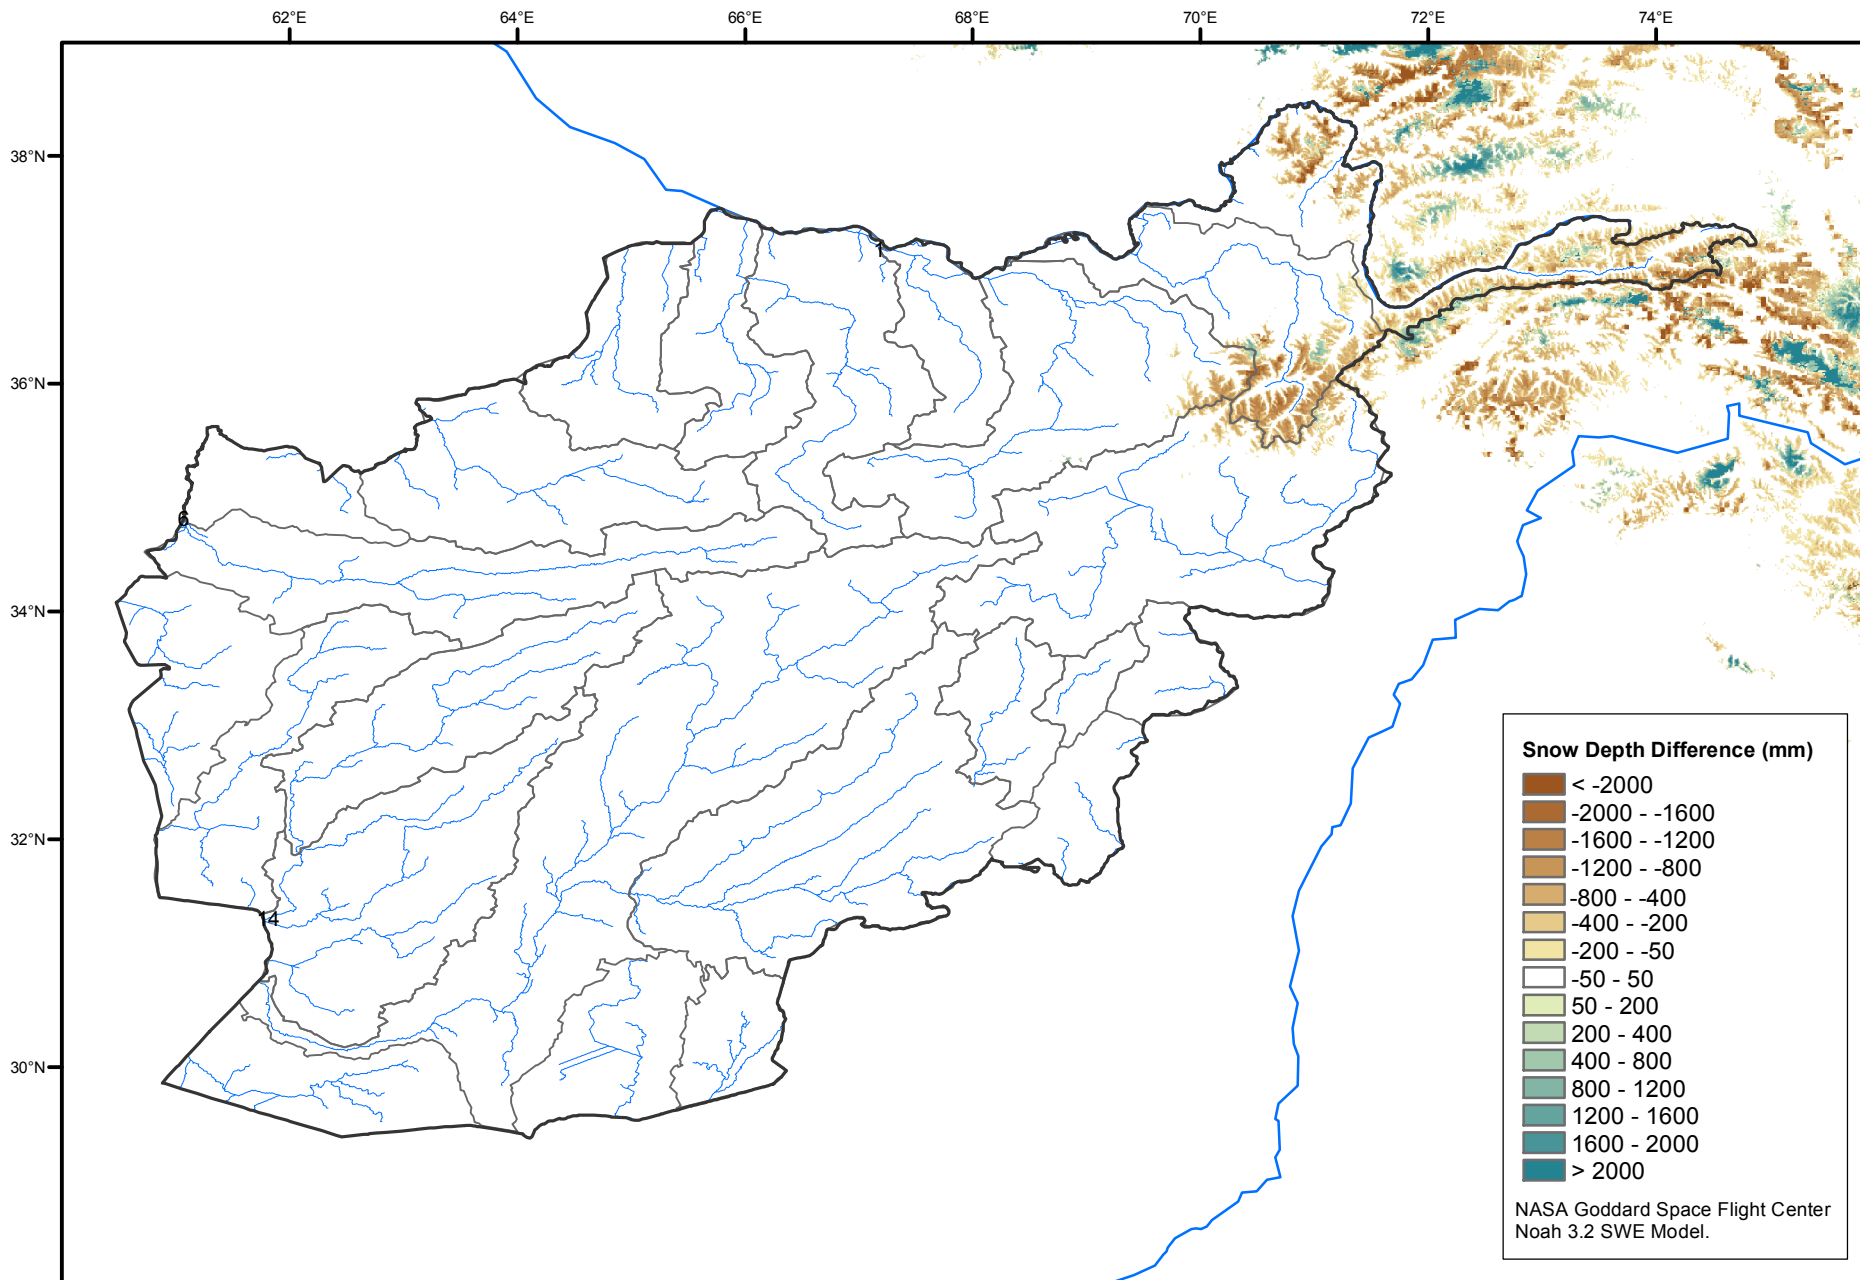 62°E 64°E 66°E 68°E 70°E 72°E 74°E
38°N
1
36°N
6
34°N
32°N
14
30°N
Snow Depth Difference (mm)
< -2000
-2000 - -1600
-1600 - -1200
-1200 - -800
-800 - -400
-400 - -200
-200 - -50
-50 - 50
50 - 200
200 - 400
400 - 800
800 - 1200
1200 - 1600
1600 - 2000
> 2000
NASA Goddard Space Flight Center
Noah 3.2 SWE Model.